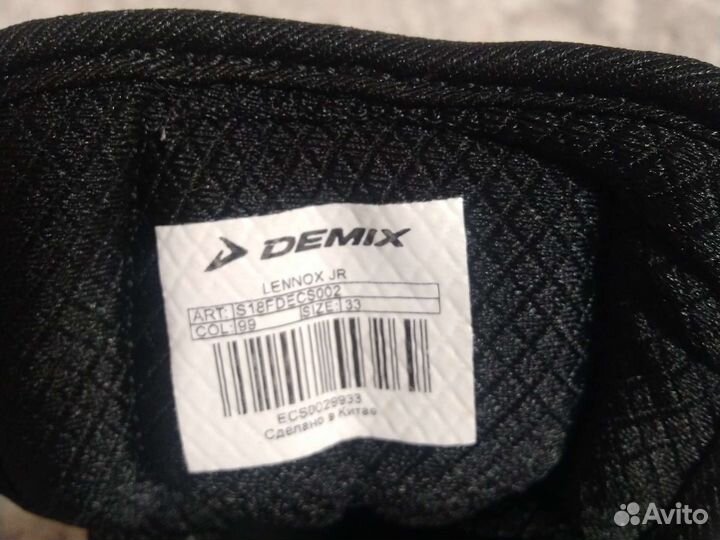 DEMIX
LENNOX JR
ART: S18FDECS002
COL: 99 SIZE: 33
ECS0029933
Сделано в Китае
Avito